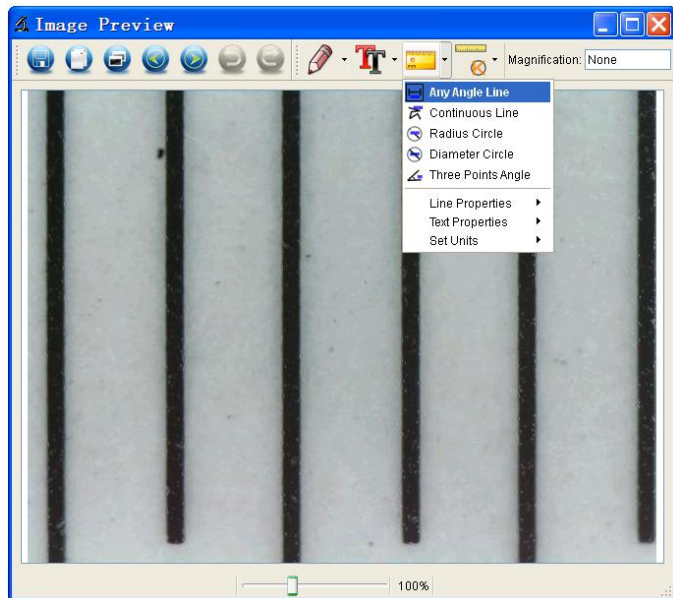 Image Preview
Magnification: None
Any Angle Line
Continuous Line
Radius Circle
Diameter Circle
Three Points Angle
Line Properties
Text Properties
Set Units
100%